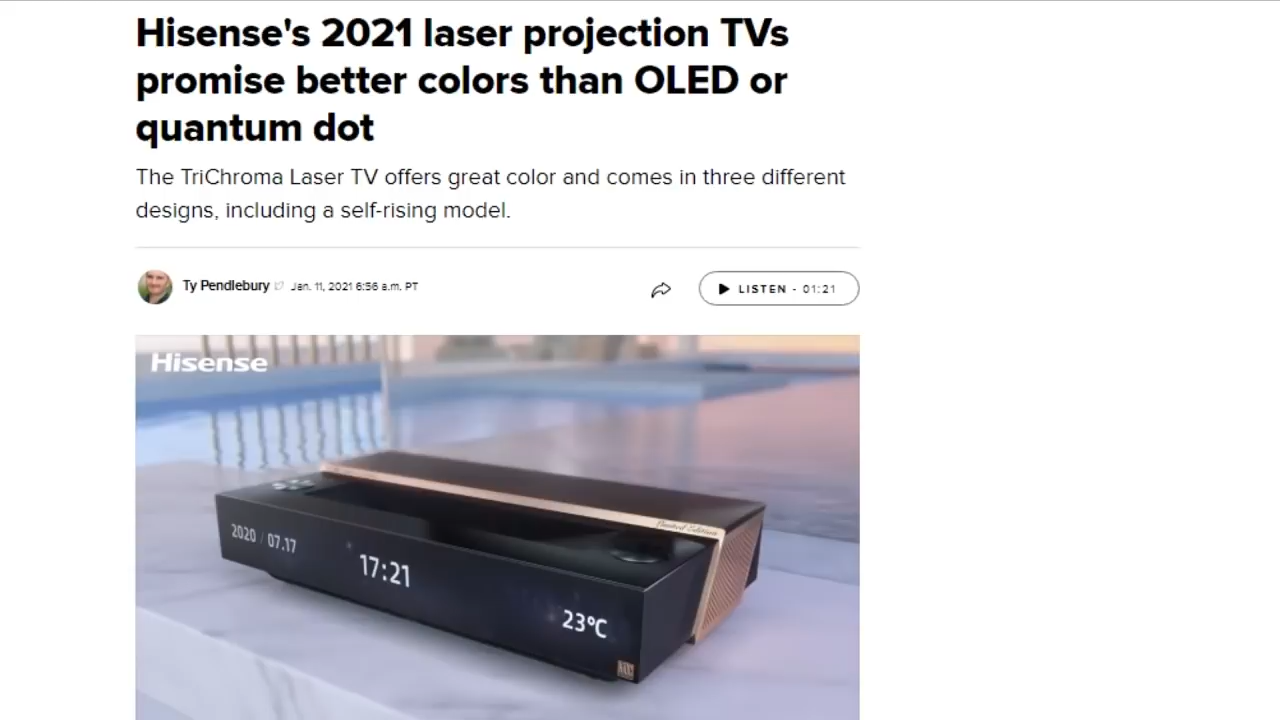 Hisense's 2021 laser projection TVs
promise better colors than OLED or
quantum dot
The TriChroma Laser TV offers great color and comes in three different
designs, including a self-rising model.
Ty Pendlebury Jan. 11, 2021 6:56 a.m. PT
LISTEN - 01:21
Hisense
Limited Edition
2020 / 07.17
17:21
23°C